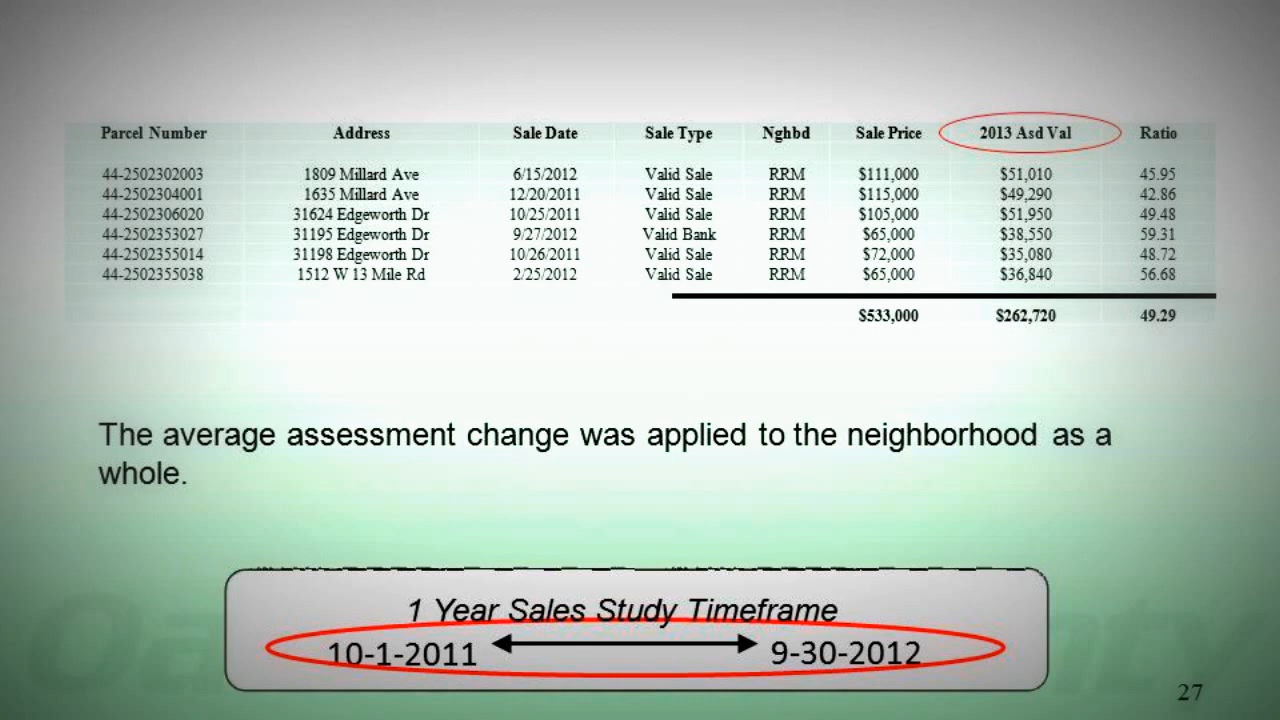 Parcel Number Address Sale Date Sale Type Nghbd Sale Price 2013 Asd Val Ratio
44-2502302003 1809 Millard Ave 6/15/2012 Valid Sale RRM $111,000 $51,010 45.95
44-2502304001 1635 Millard Ave 12/20/2011 Valid Sale RRM $115,000 $49,290 42.86
44-2502306020 31624 Edgeworth Dr 10/25/2011 Valid Sale RRM $105,000 $51,950 49.48
44-2502353027 31195 Edgeworth Dr 9/27/2012 Valid Bank RRM $65,000 $38,550 59.31
44-2502355014 31198 Edgeworth Dr 10/26/2011 Valid Sale RRM $72,000 $35,080 48.72
44-2502355038 1512 W 13 Mile Rd 2/25/2012 Valid Sale RRM $65,000 $36,840 56.68
$533,000 $262,720 49.29
The average assessment change was applied to the neighborhood as a
whole.
1 Year Sales Study Timeframe
10-1-2011 9-30-2012
27